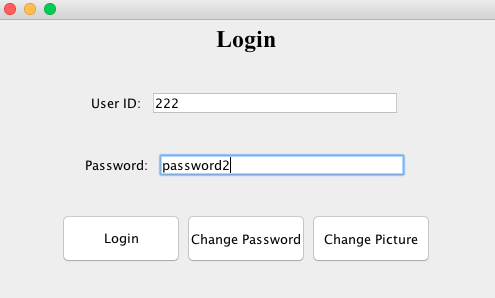 Login
User ID: 222
Password: password2
Login Change Password Change Picture